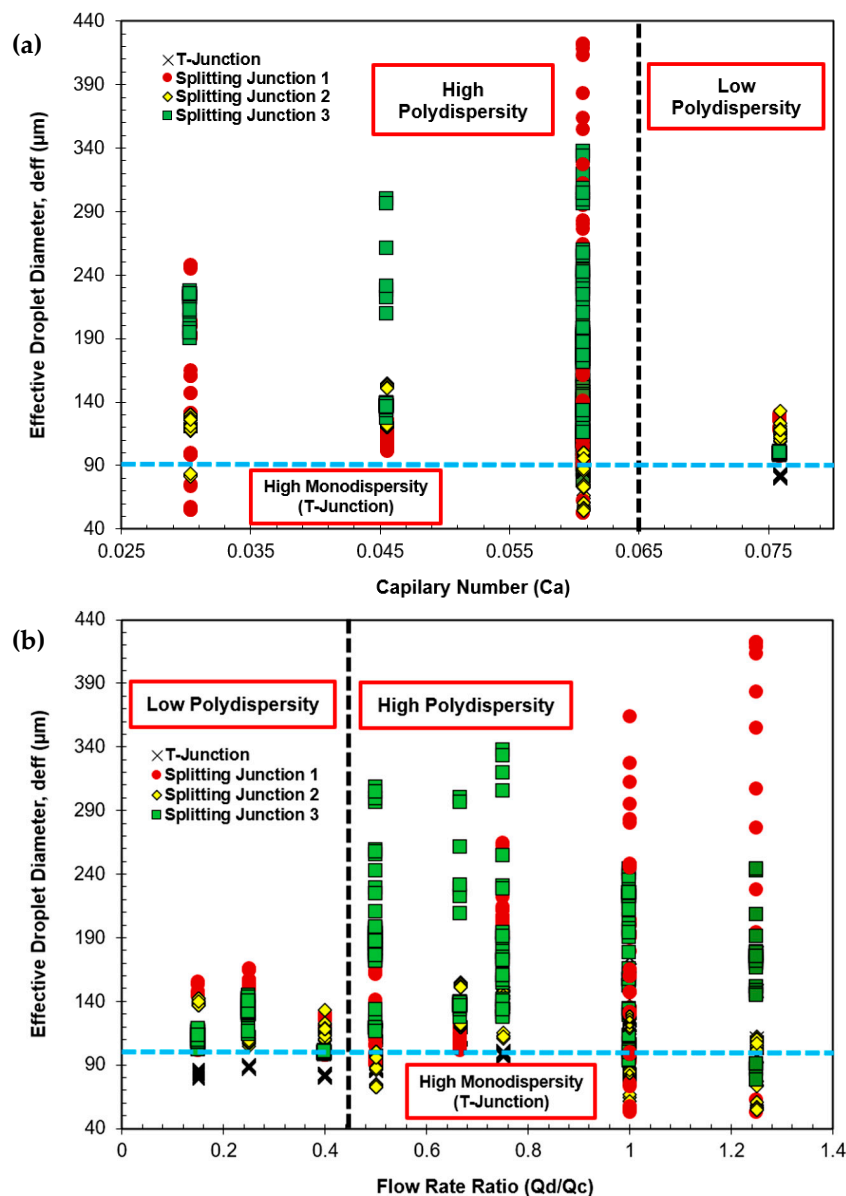 (a)
440
390
340
290
240
190
140
90
40
Effective Droplet Diameter, deff (µm)
T-Junction
Splitting Junction 1
Splitting Junction 2
Splitting Junction 3
High
Polydispersity
Low
Polydispersity
High Monodispersity
(T-Junction)
0.025 0.035 0.045 0.055 0.065 0.075
Capilary Number (Ca)
(b)
440
390
340
290
240
190
140
90
40
Effective Droplet Diameter, deff (µm)
Low Polydispersity
High Polydispersity
T-Junction
Splitting Junction 1
Splitting Junction 2
Splitting Junction 3
High Monodispersity
(T-Junction)
0 0.2 0.4 0.6 0.8 1 1.2 1.4
Flow Rate Ratio (Qd/Qc)